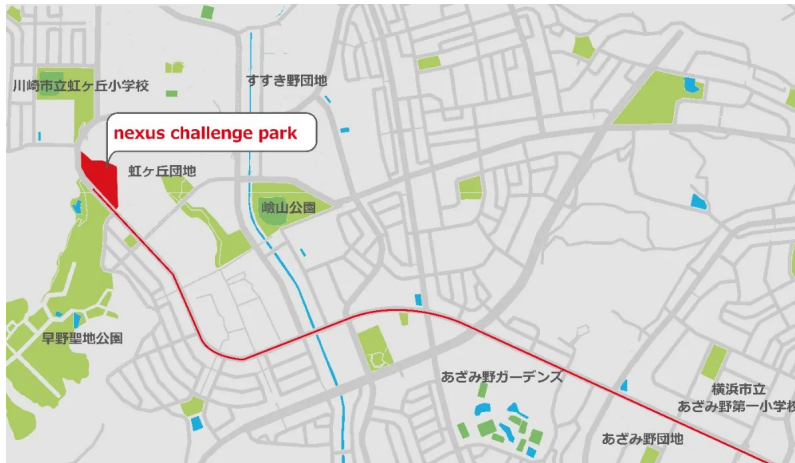 川崎市立虹ヶ丘小学校
すすき野団地
nexus challenge park
虹ヶ丘団地
嶮山公園
早野聖地公園
あざみ野ガーデンズ
横浜市立
あざみ野第一小学校
あざみ野団地